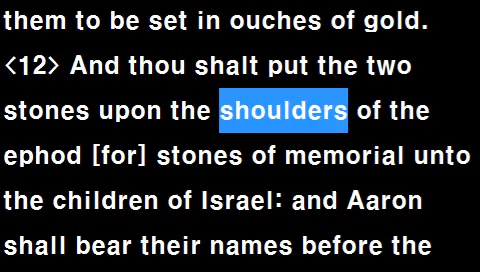 them to be set in ouches of gold.
<12> And thou shalt put the two
stones upon the shoulders of the
ephod [for] stones of memorial unto
the children of Israel: and Aaron
shall bear their names before the